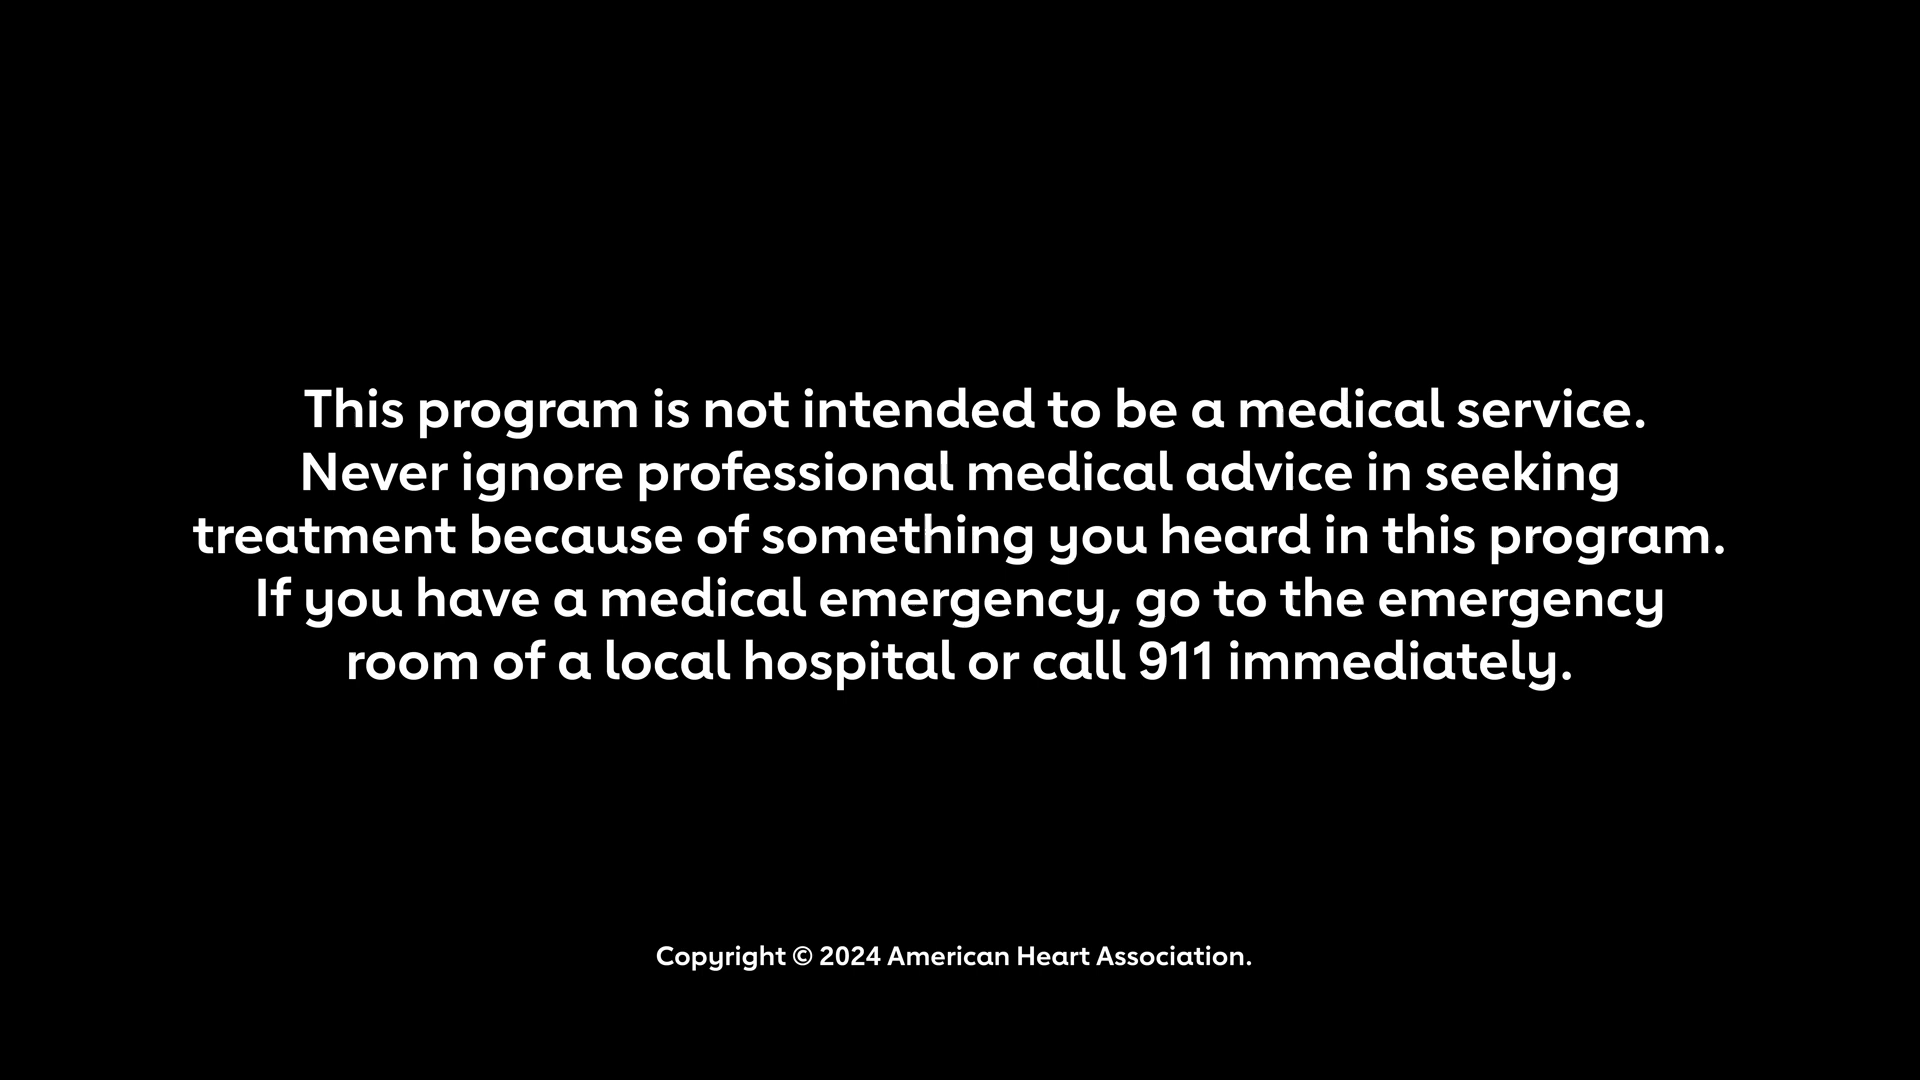 This program is not intended to be a medical service.
Never ignore professional medical advice in seeking
treatment because of something you heard in this program.
If you have a medical emergency, go to the emergency
room of a local hospital or call 911 immediately.
Copyright © 2024 American Heart Association.